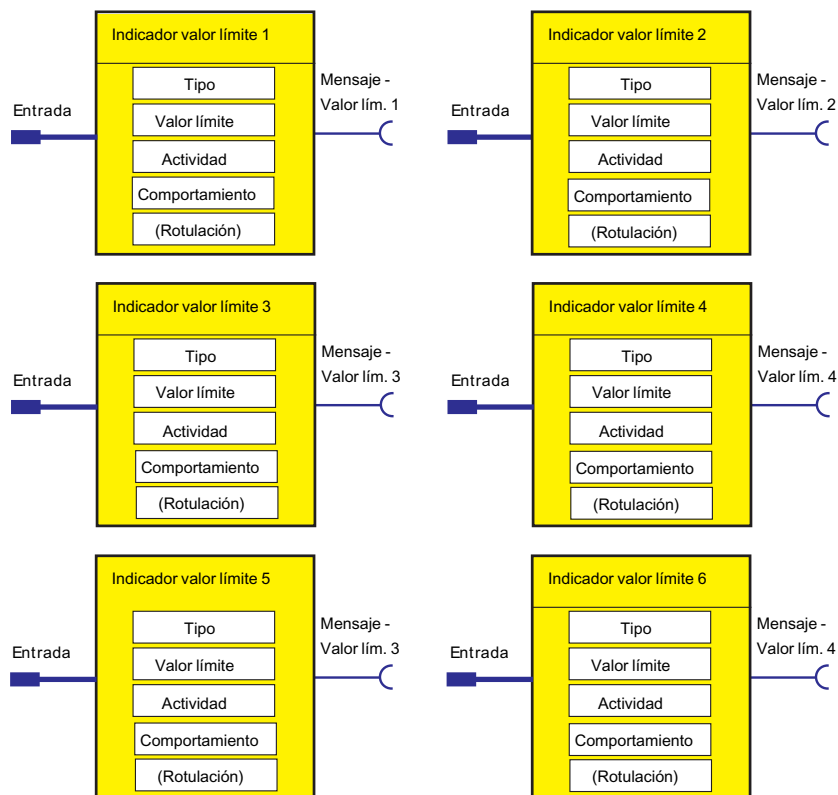 Indicador valor límite 1
Tipo
Valor límite
Actividad
Comportamiento
(Rotulación)
Entrada
Mensaje -
Valor lím. 1
Indicador valor límite 2
Tipo
Valor límite
Actividad
Comportamiento
(Rotulación)
Entrada
Mensaje -
Valor lím. 2
Indicador valor límite 3
Tipo
Valor límite
Actividad
Comportamiento
(Rotulación)
Entrada
Mensaje -
Valor lím. 3
Indicador valor límite 4
Tipo
Valor límite
Actividad
Comportamiento
(Rotulación)
Entrada
Mensaje -
Valor lím. 4
Indicador valor límite 5
Tipo
Valor límite
Actividad
Comportamiento
(Rotulación)
Entrada
Mensaje -
Valor lím. 3
Indicador valor límite 6
Tipo
Valor límite
Actividad
Comportamiento
(Rotulación)
Entrada
Mensaje -
Valor lím. 4